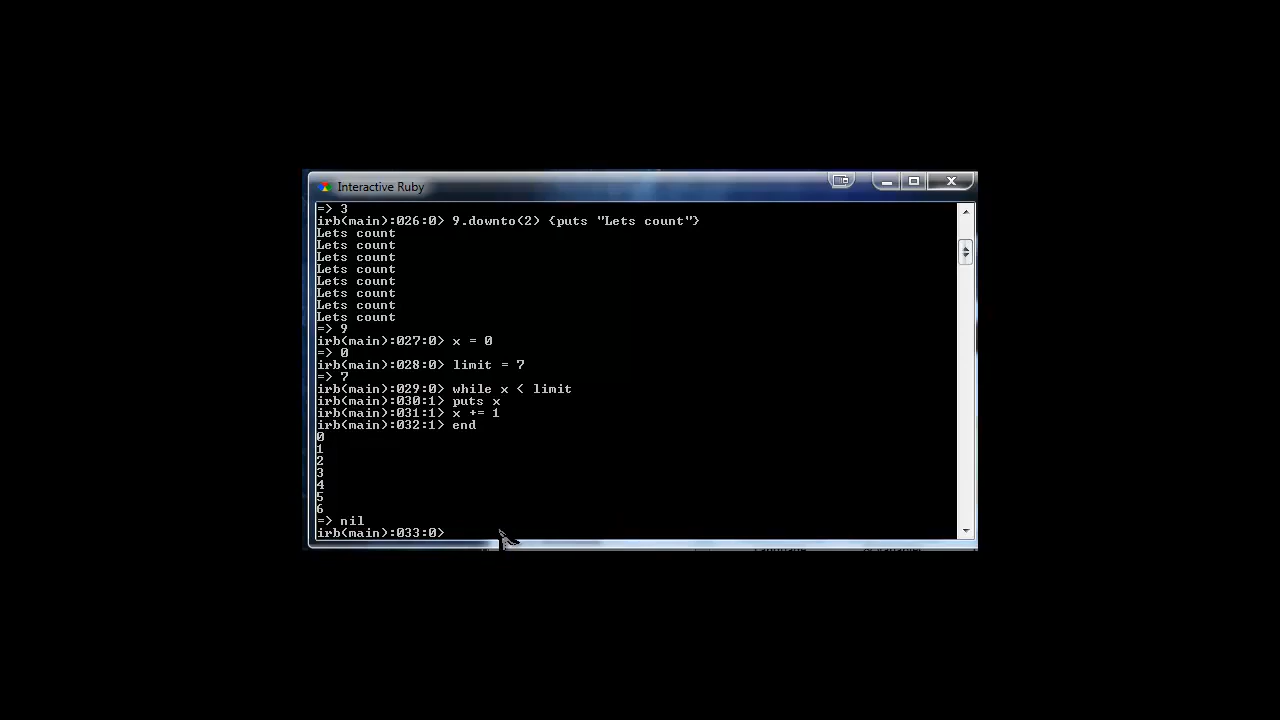 Interactive Ruby
=> 3
irb(main):026:0> 9.downto(2) {puts "Lets count"}
Lets count
Lets count
Lets count
Lets count
Lets count
Lets count
Lets count
Lets count
=> 9
irb(main):027:0> x = 0
=> 0
irb(main):028:0> limit = 7
=> 7
irb(main):029:0> while x < limit
irb(main):030:1> puts x
irb(main):031:1> x += 1
irb(main):032:1> end
0
1
2
3
4
5
6
=> nil
irb(main):033:0>